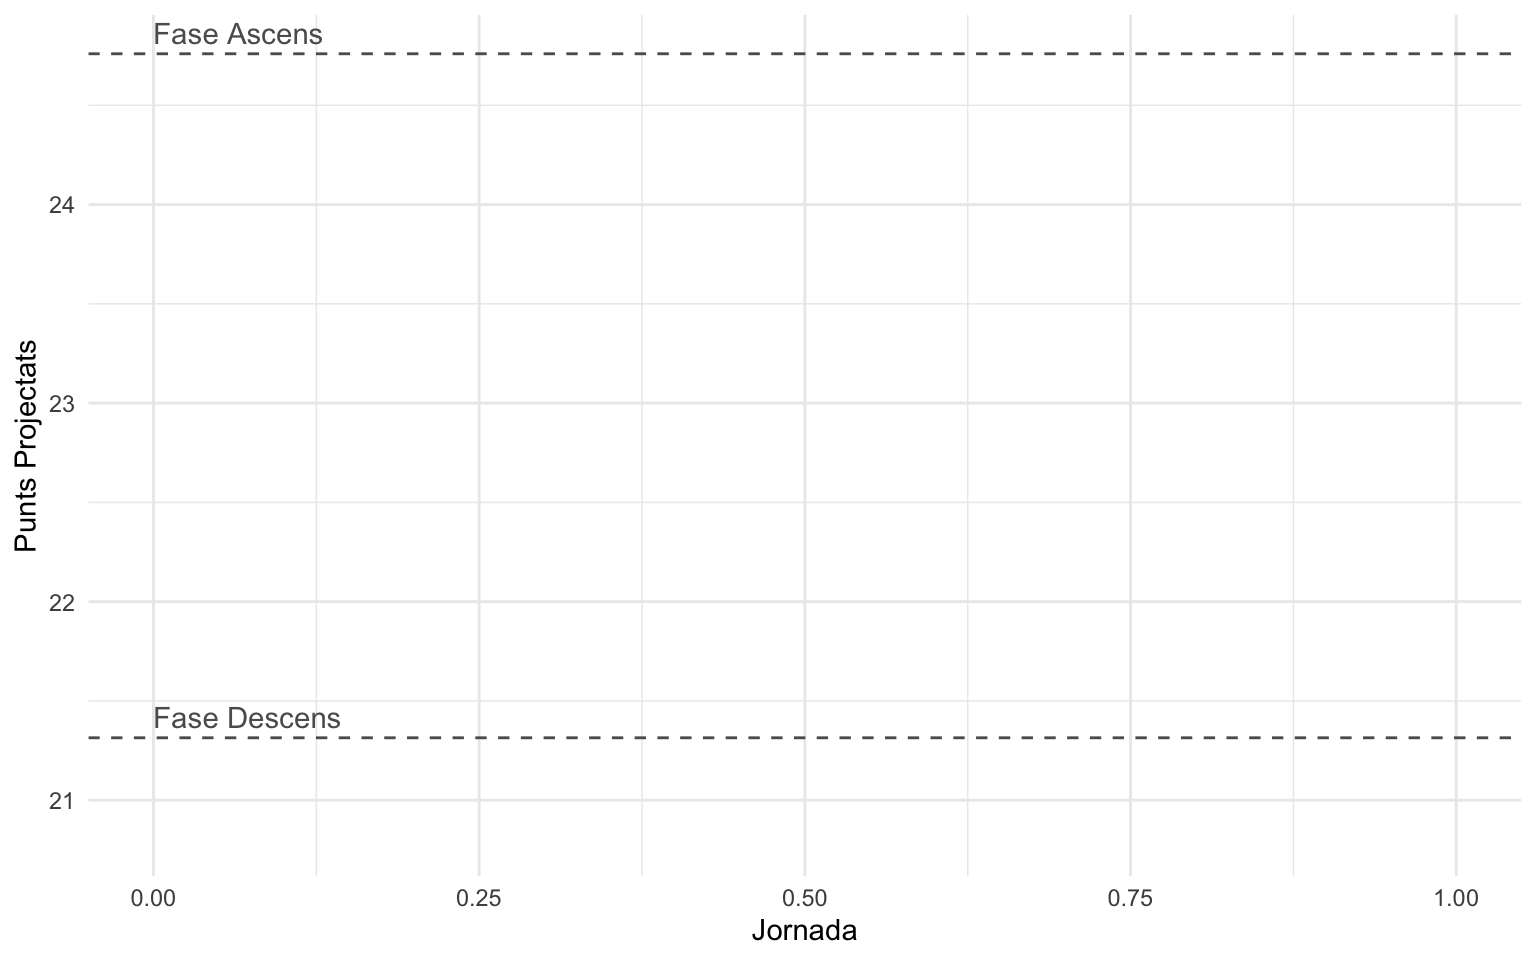 Fase Ascens
24
23
22
Fase Descens
21
Punts Projectats
0.00 0.25 0.50 0.75 1.00
Jornada